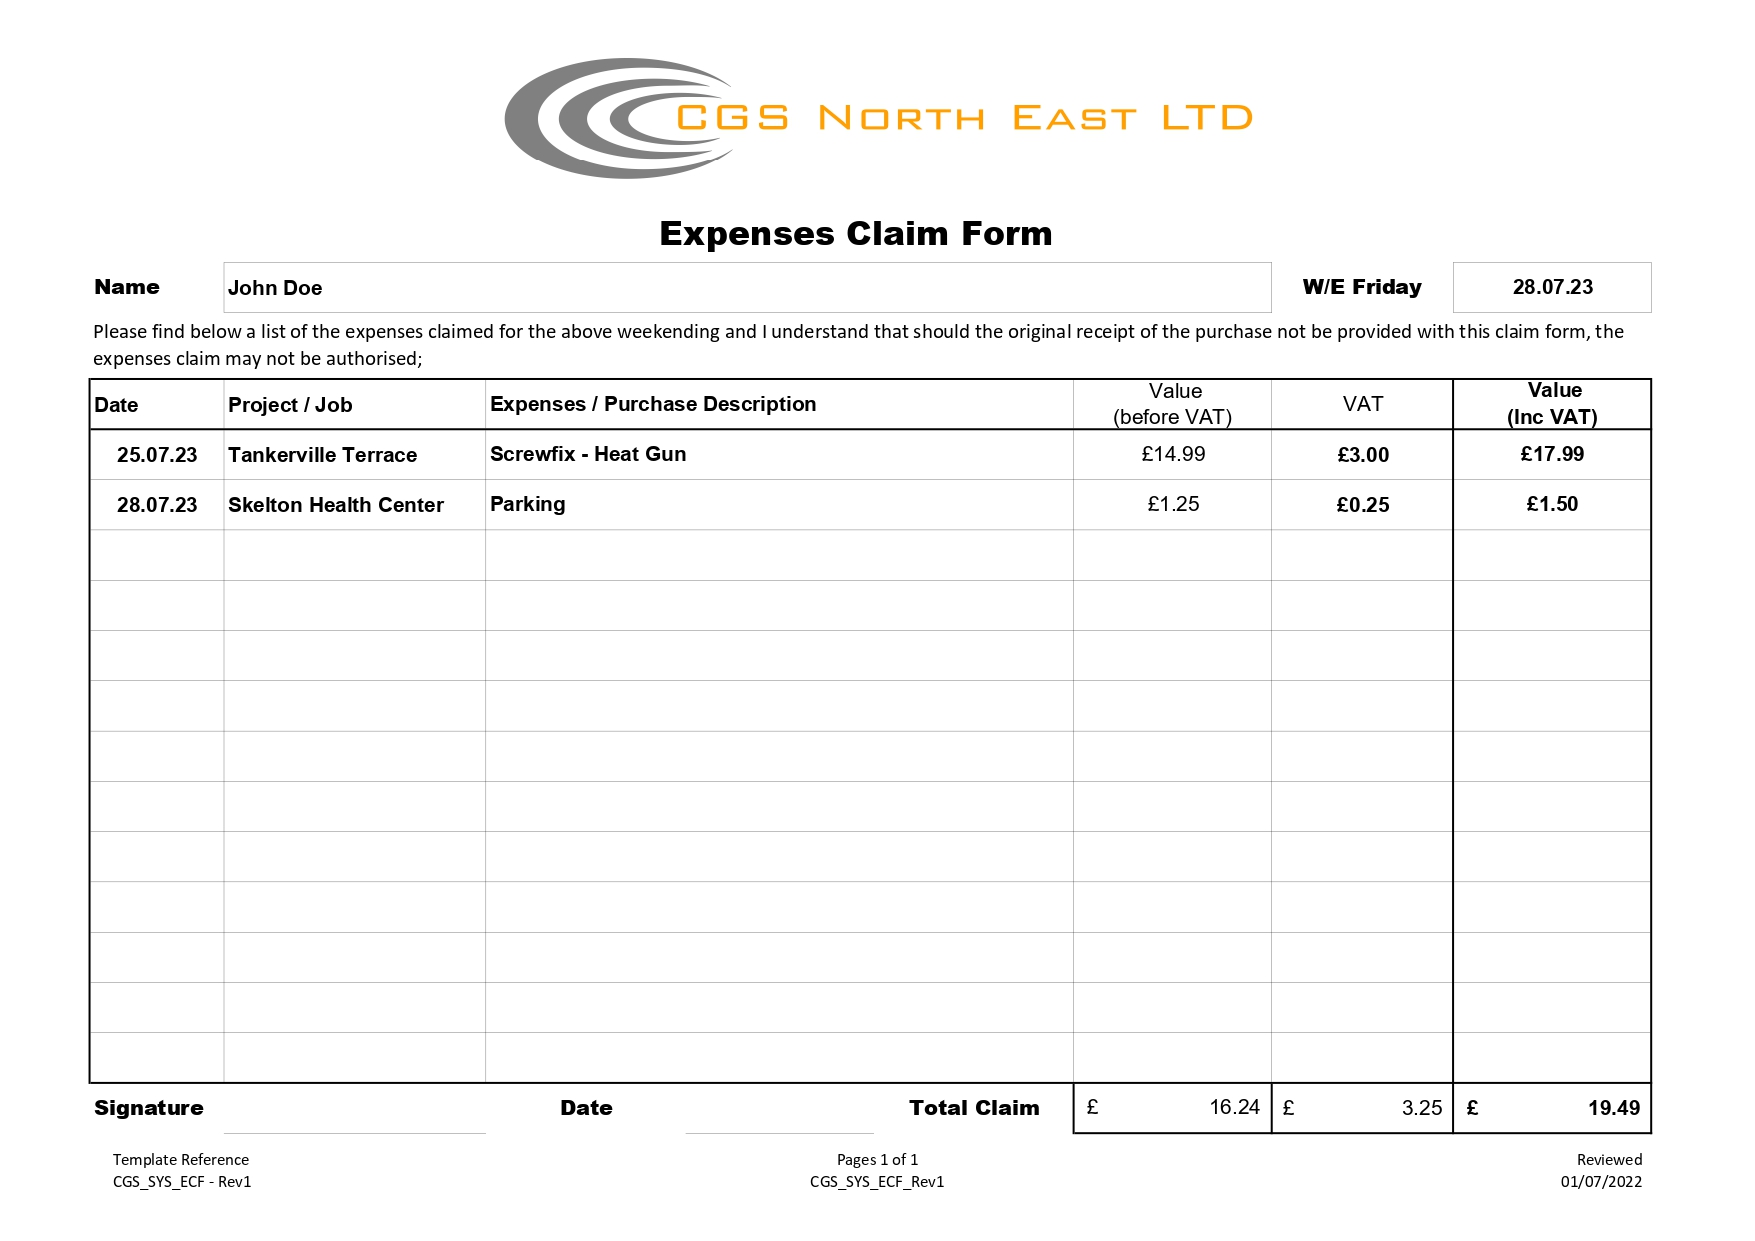 CGS NORTH EAST LTD
Expenses Claim Form
Name John Doe W/E Friday 28.07.23
Please find below a list of the expenses claimed for the above weekending and I understand that should the original receipt of the purchase not be provided with this claim form, the
expenses claim may not be authorised;
Date Project / Job Expenses / Purchase Description Value (before VAT) VAT Value (Inc VAT)
25.07.23 Tankerville Terrace Screwfix - Heat Gun £14.99 £3.00 £17.99
28.07.23 Skelton Health Center Parking £1.25 £0.25 £1.50
Signature Date Total Claim £ 16.24 £ 3.25 £ 19.49
Template Reference Pages 1 of 1 Reviewed
CGS_SYS_ECF - Rev1 CGS_SYS_ECF_Rev1 01/07/2022